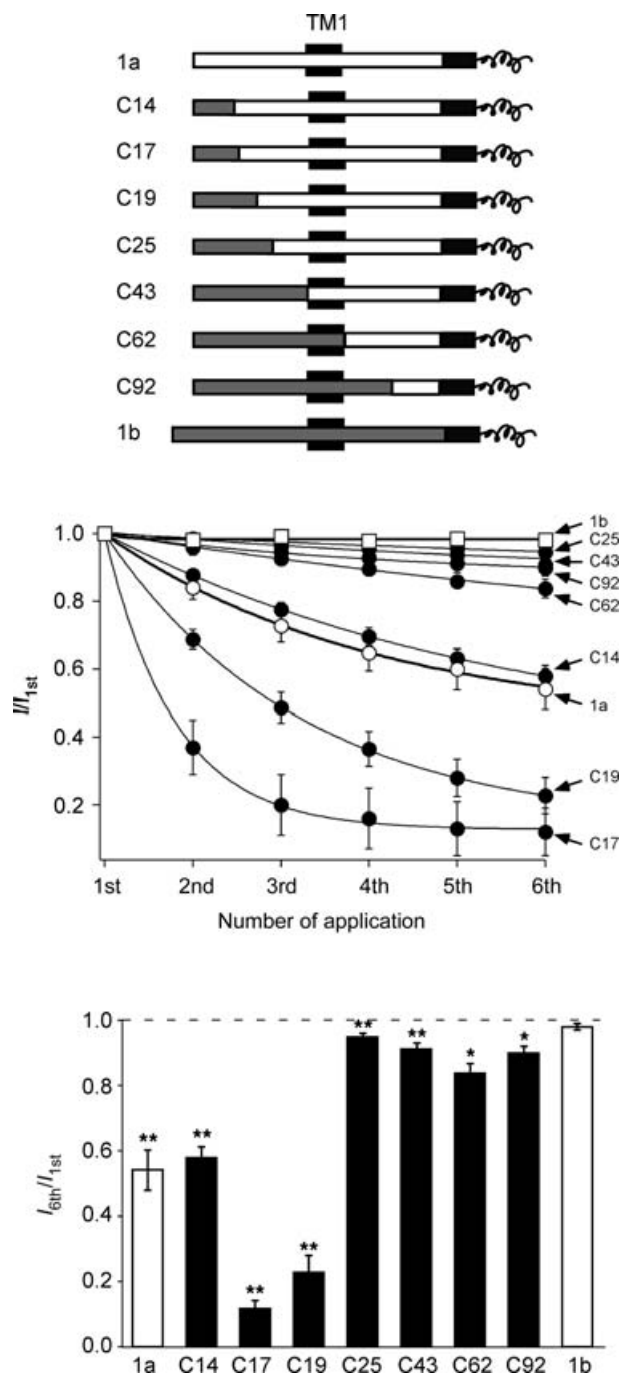 TM1
1a
C14
C17
C19
C25
C43
C62
C92
1b
1.0
0.8
0.6
0.4
0.2
I/I1st
1b
C25
C43
C92
C62
C14
1a
C19
C17
1st 2nd 3rd 4th 5th 6th
Number of application
1.0
0.8
0.6
0.4
0.2
0.0
I6th/I1st
** ** ** ** ** ** * *
1a C14 C17 C19 C25 C43 C62 C92 1b